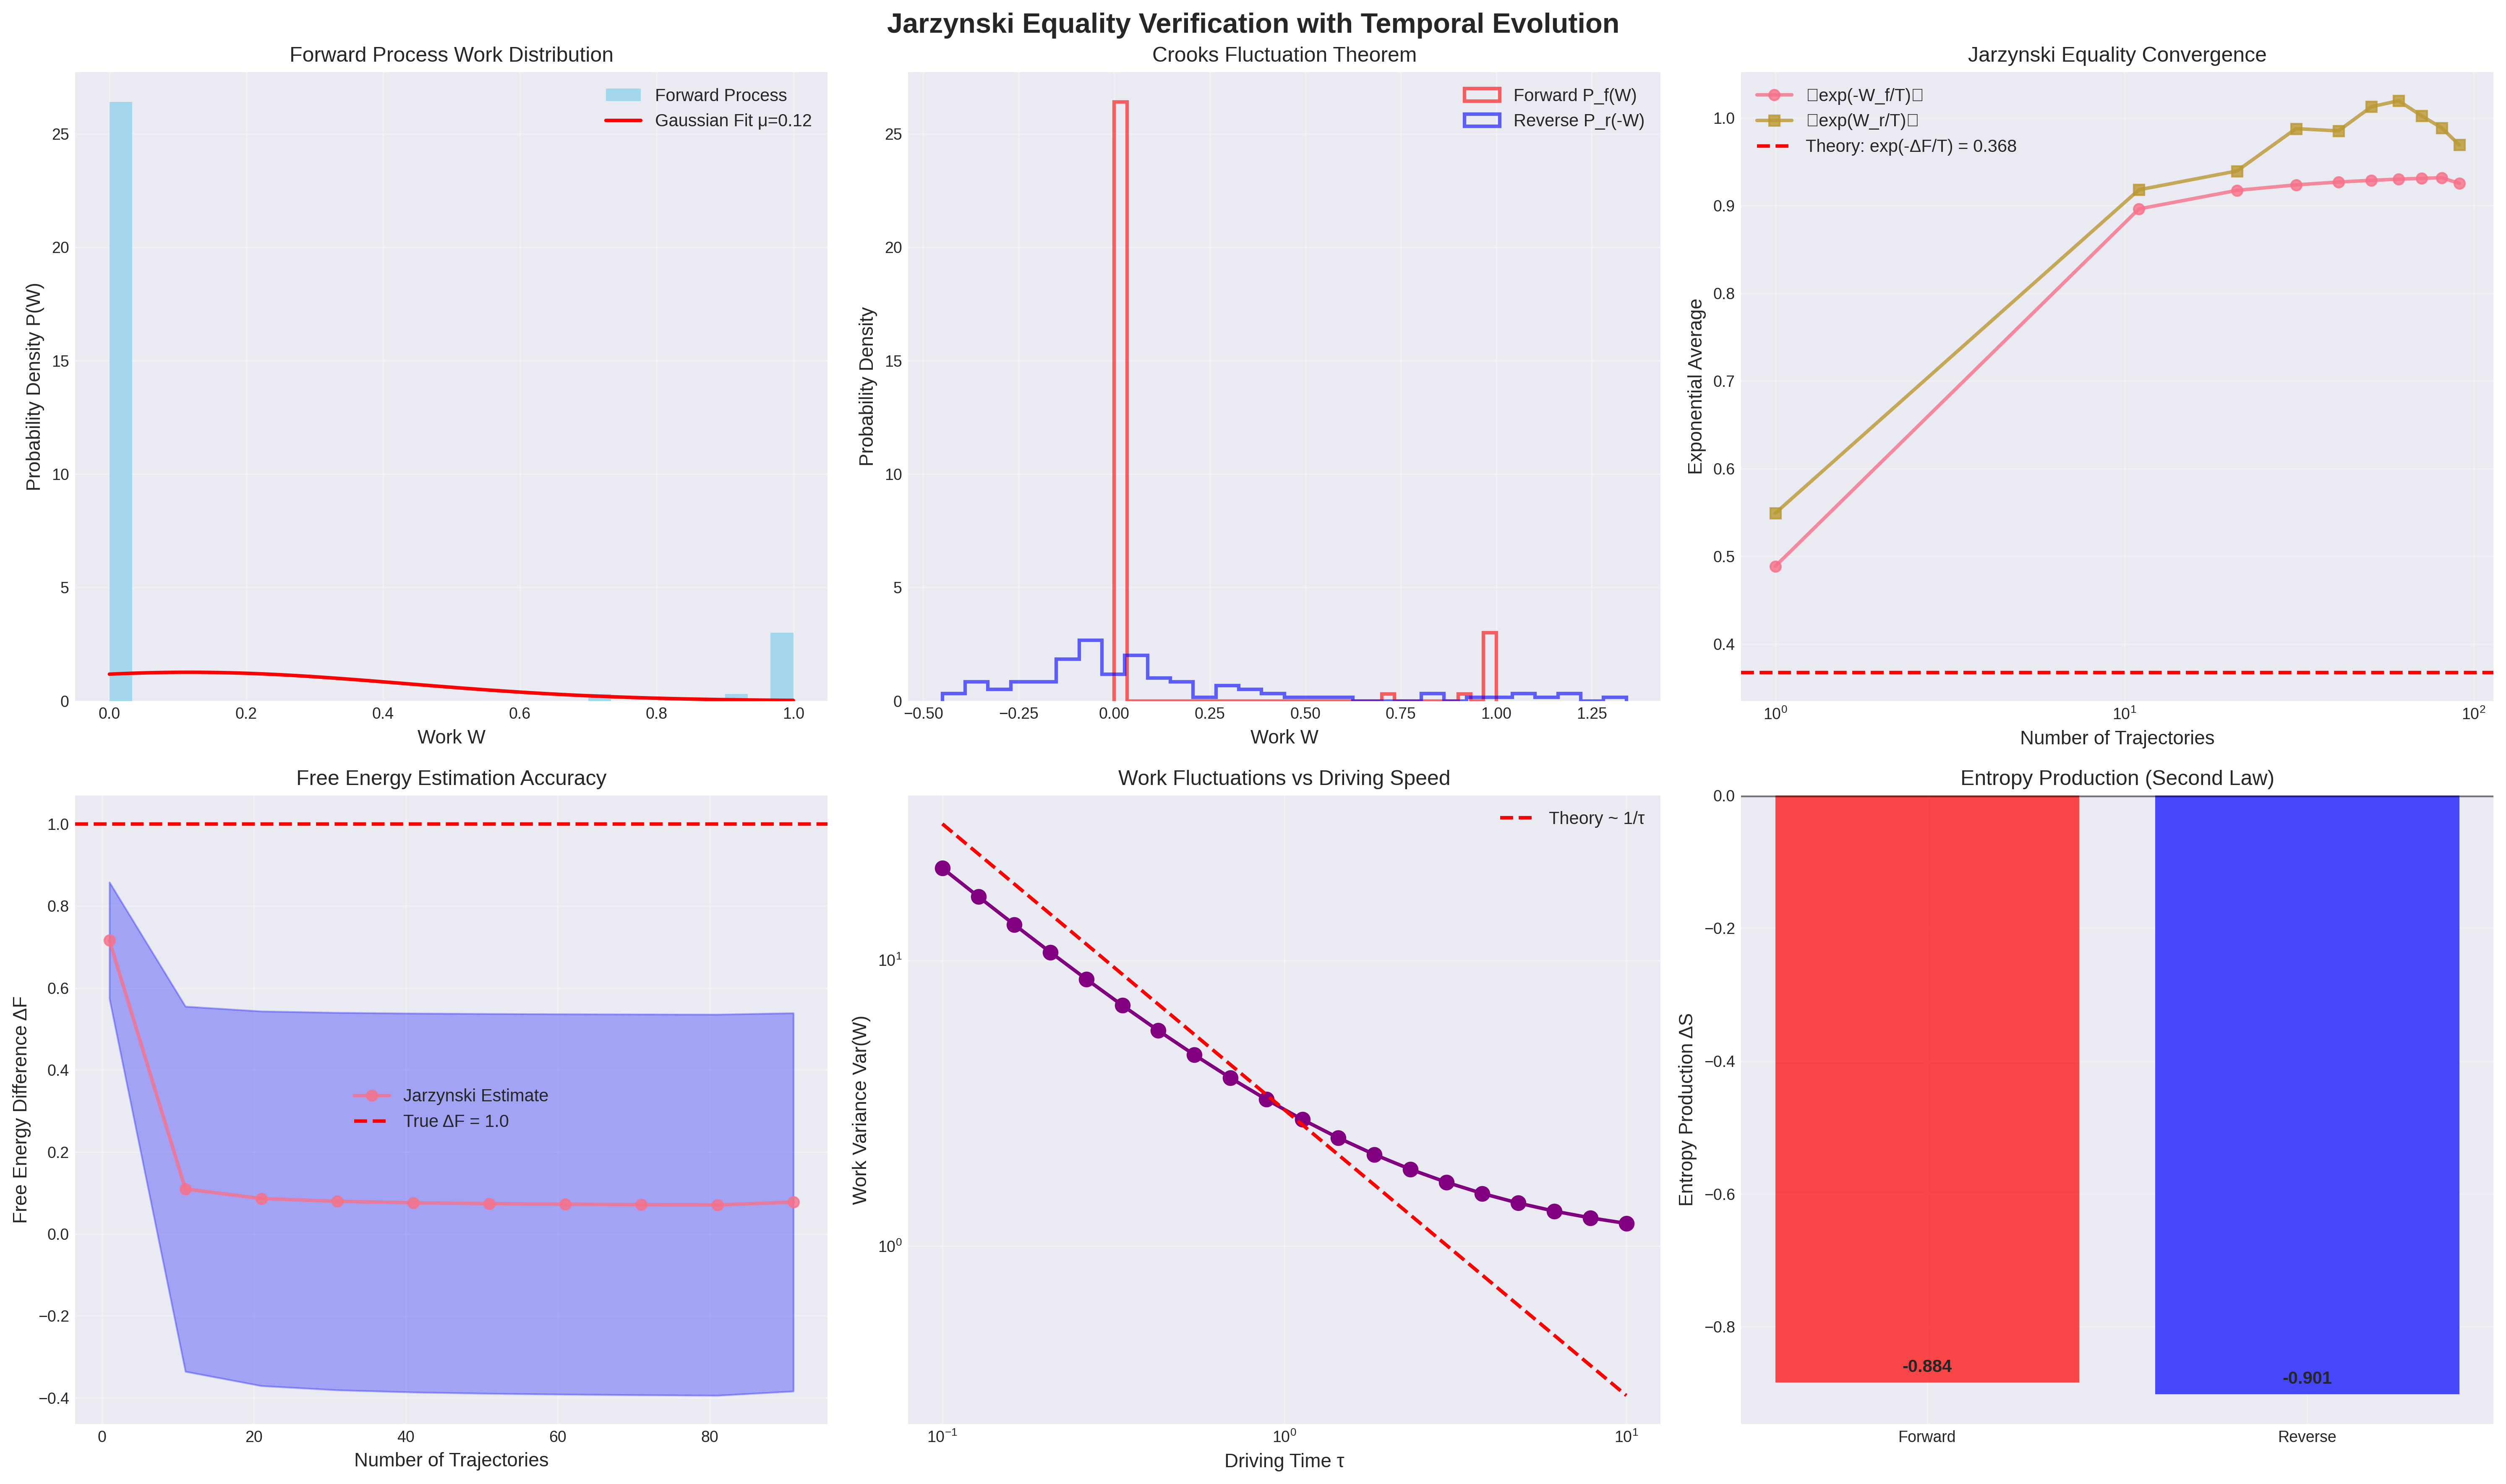 Jarzynski Equality Verification with Temporal Evolution
Forward Process Work Distribution
Forward Process
Gaussian Fit μ=0.12
Probability Density P(W)
25
20
15
10
5
0
0.0 0.2 0.4 0.6 0.8 1.0
Work W
Crooks Fluctuation Theorem
Forward P_f(W)
Reverse P_r(-W)
Probability Density
25
20
15
10
5
0
−0.50 −0.25 0.00 0.25 0.50 0.75 1.00 1.25
Work W
Jarzynski Equality Convergence
▯exp(-W_f/T)▯
▯exp(W_r/T)▯
Theory: exp(-ΔF/T) = 0.368
Exponential Average
1.0
0.9
0.8
0.7
0.6
0.5
0.4
10⁰ 10¹ 10²
Number of Trajectories
Free Energy Estimation Accuracy
Jarzynski Estimate
True ΔF = 1.0
Free Energy Difference ΔF
1.0
0.8
0.6
0.4
0.2
0.0
−0.2
−0.4
0 20 40 60 80
Number of Trajectories
Work Fluctuations vs Driving Speed
Theory ~ 1/τ
Work Variance Var(W)
10¹
10⁰
10⁻¹ 10⁰ 10¹
Driving Time τ
Entropy Production (Second Law)
Entropy Production ΔS
0.0
−0.2
−0.4
−0.6
−0.8
-0.884
-0.901
Forward Reverse